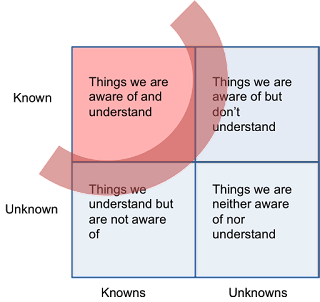 Known
Things we are
aware of and
understand
Things we are
aware of but
don't
understand
Unknown
Things we
understand but
are not aware
of
Things we are
neither aware
of nor
understand
Knowns
Unknowns